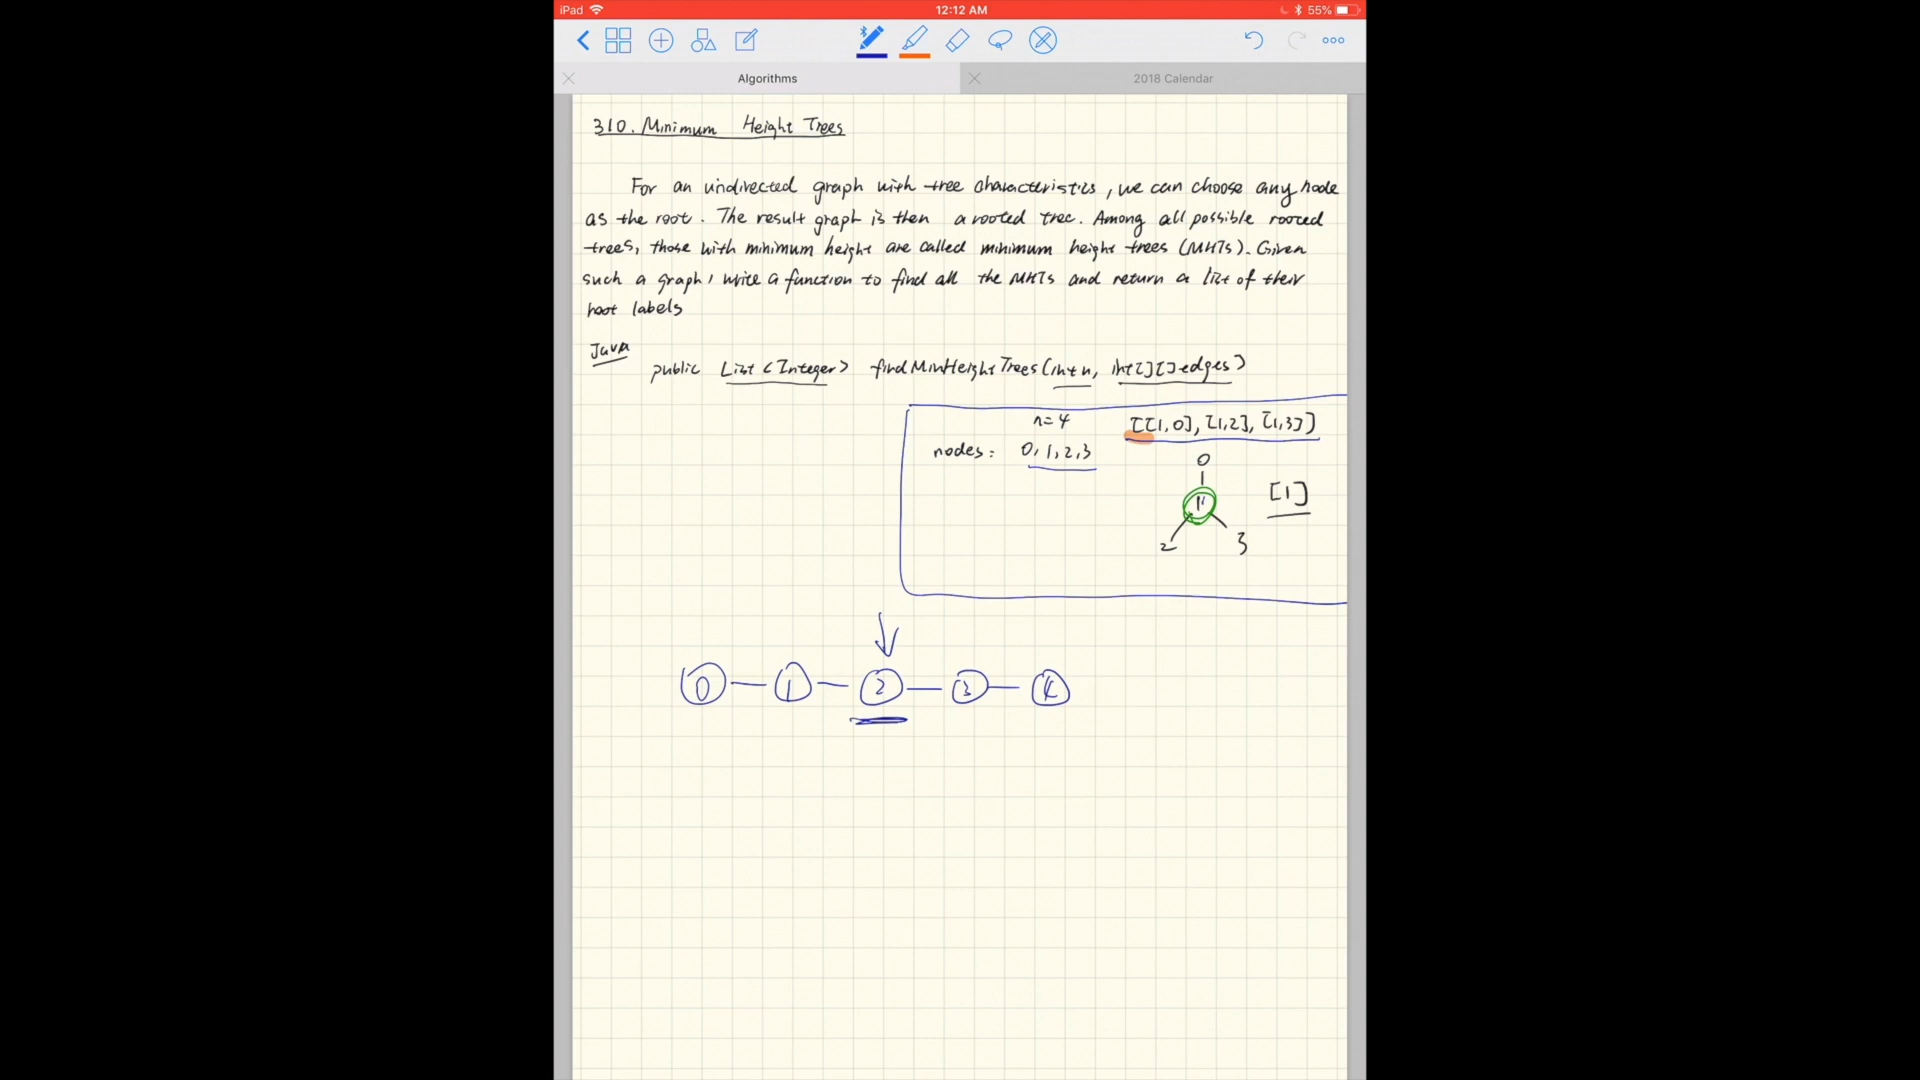 iPad 12:12 AM 55%
Algorithms 2018 Calendar
310. Minimum Height Trees
For an undirected graph with tree characteristics, we can choose any node
as the root. The result graph is then a rooted tree. Among all possible rooted
trees, those with minimum height are called minimum height trees (MHTs). Given
such a graph, write a function to find all the MHTs and return a list of their
root labels
Java
public List<Integer> findMinHeightTrees(int n, int[][] edges)
n=4 [[1,0], [1,2], [1,3]]
nodes: 0, 1, 2, 3
0
1 [1]
2 3
0 1 2 3 4